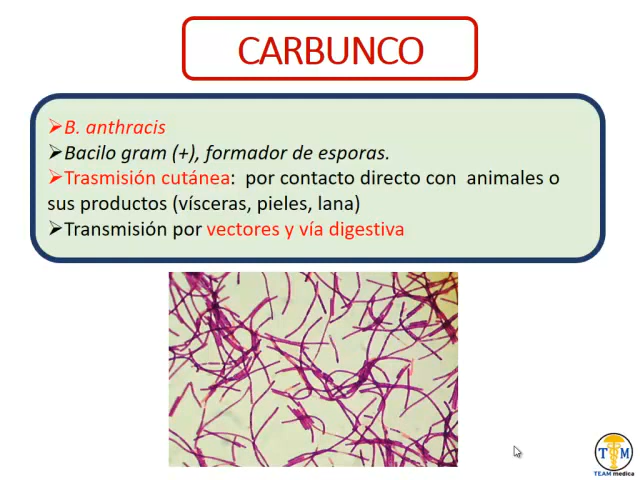 CARBUNCO
➢B. anthracis
➢Bacilo gram (+), formador de esporas.
➢Trasmisión cutánea: por contacto directo con animales o
sus productos (vísceras, pieles, lana)
➢Transmisión por vectores y vía digestiva
T M
TEAM medica